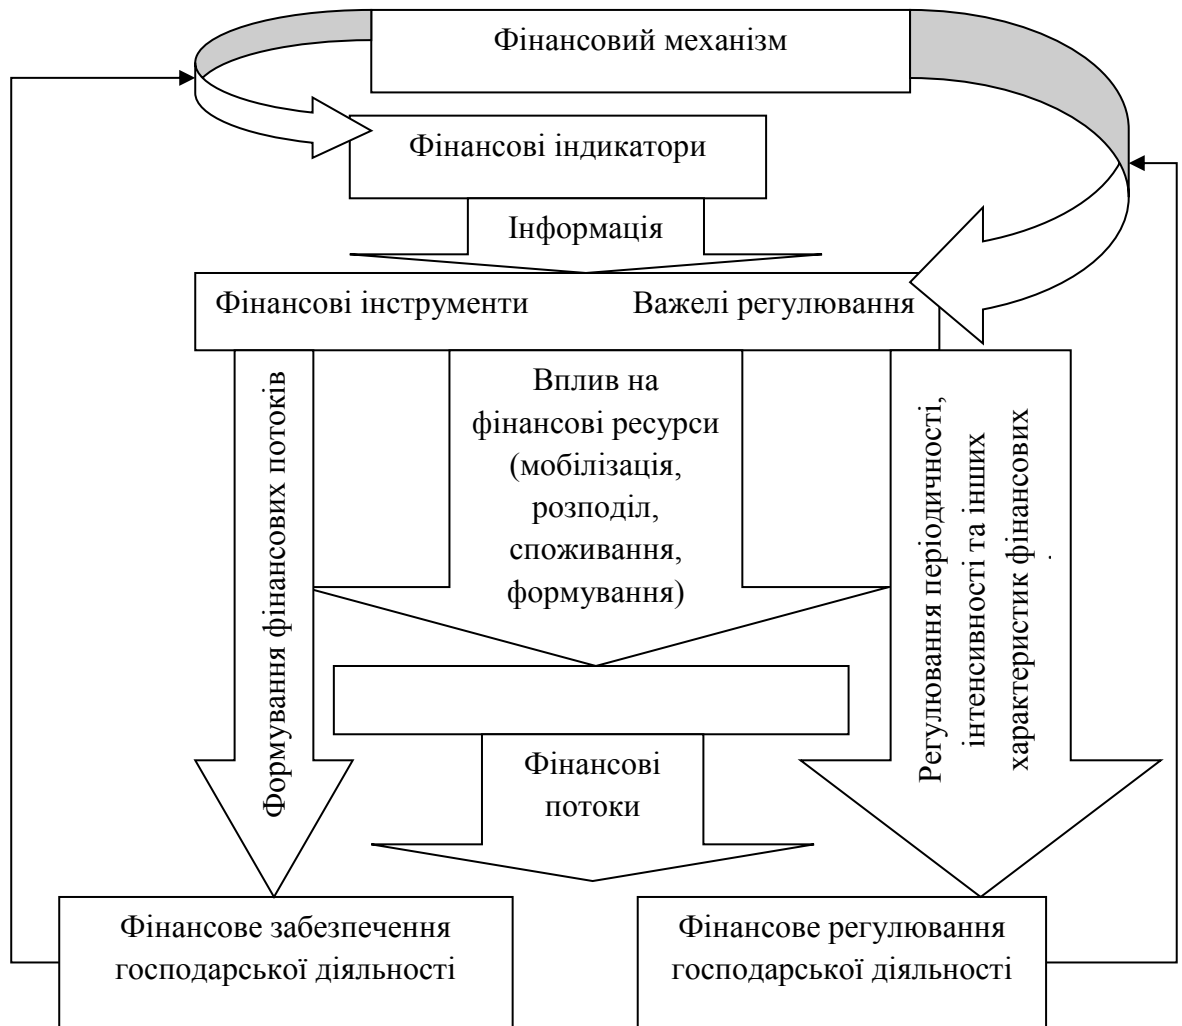 Фінансовий механізм
Фінансові індикатори
Інформація
Фінансові інструменти Важелі регулювання
Формування фінансових потоків
Вплив на
фінансові ресурси
(мобілізація,
розподіл,
споживання,
формування)
Регулювання періодичності,
інтенсивності та інших
характеристик фінансових
Фінансові
потоки
Фінансове забезпечення
господарської діяльності
Фінансове регулювання
господарської діяльності